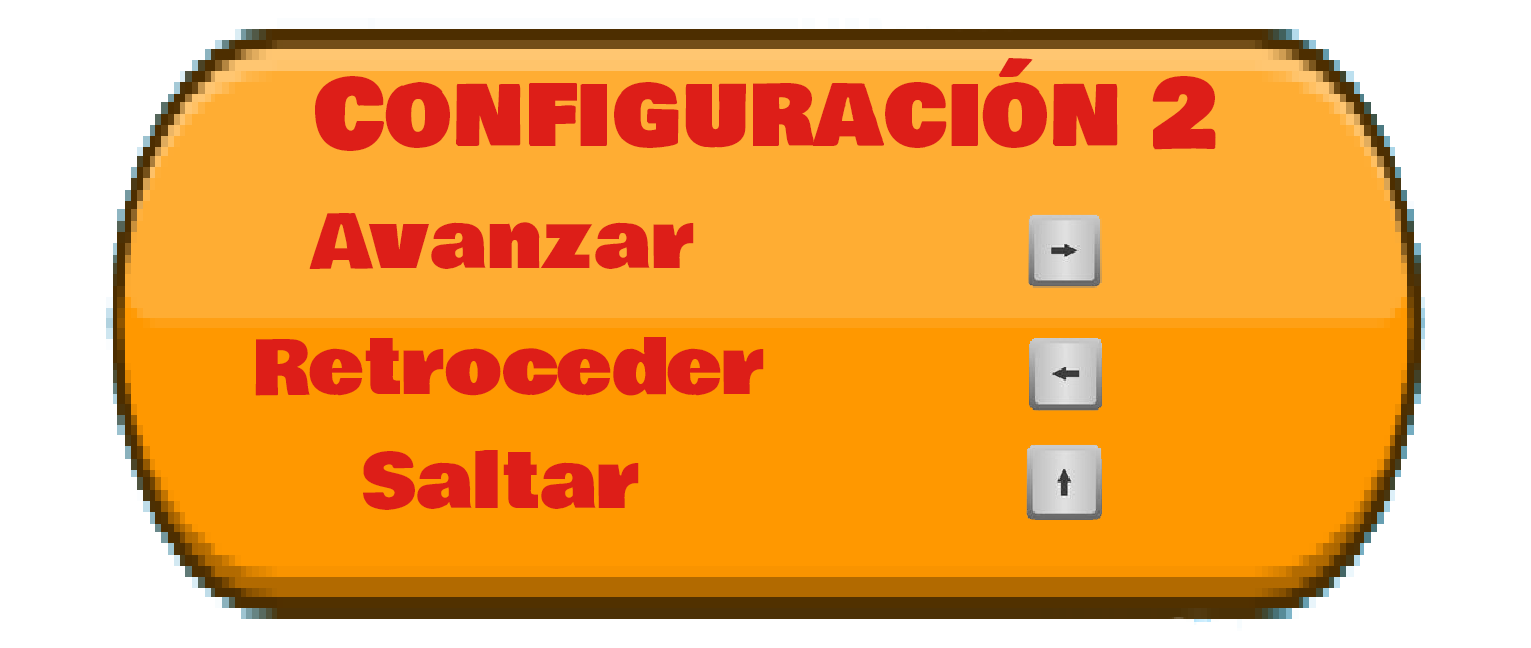 Configuración 2
Avanzar →
Retroceder ←
Saltar ↑